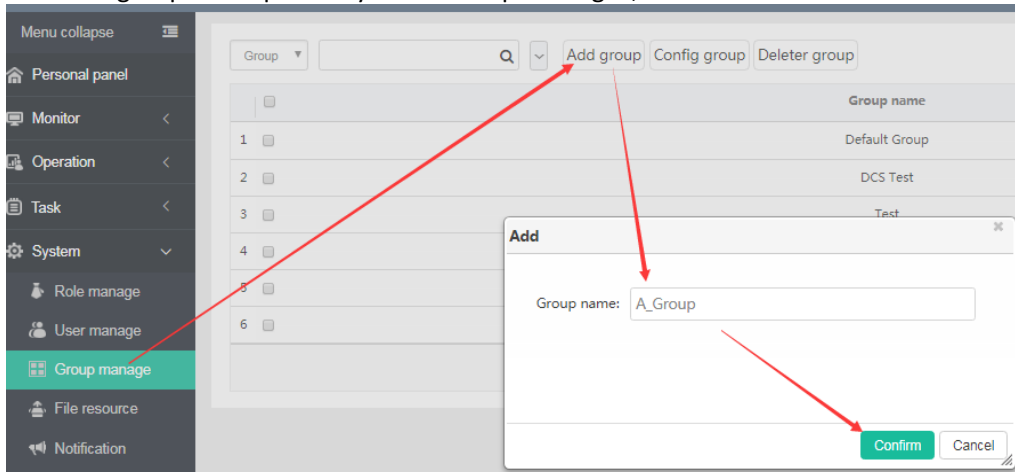 Menu collapse
Personal panel
Monitor
Operation
Task
System
Role manage
User manage
Group manage
File resource
Notification
Group
Add group
Config group
Deleter group
Group name
1 Default Group
2 DCS Test
3 Test
4
5
6
Add
Group name: A_Group
Confirm Cancel